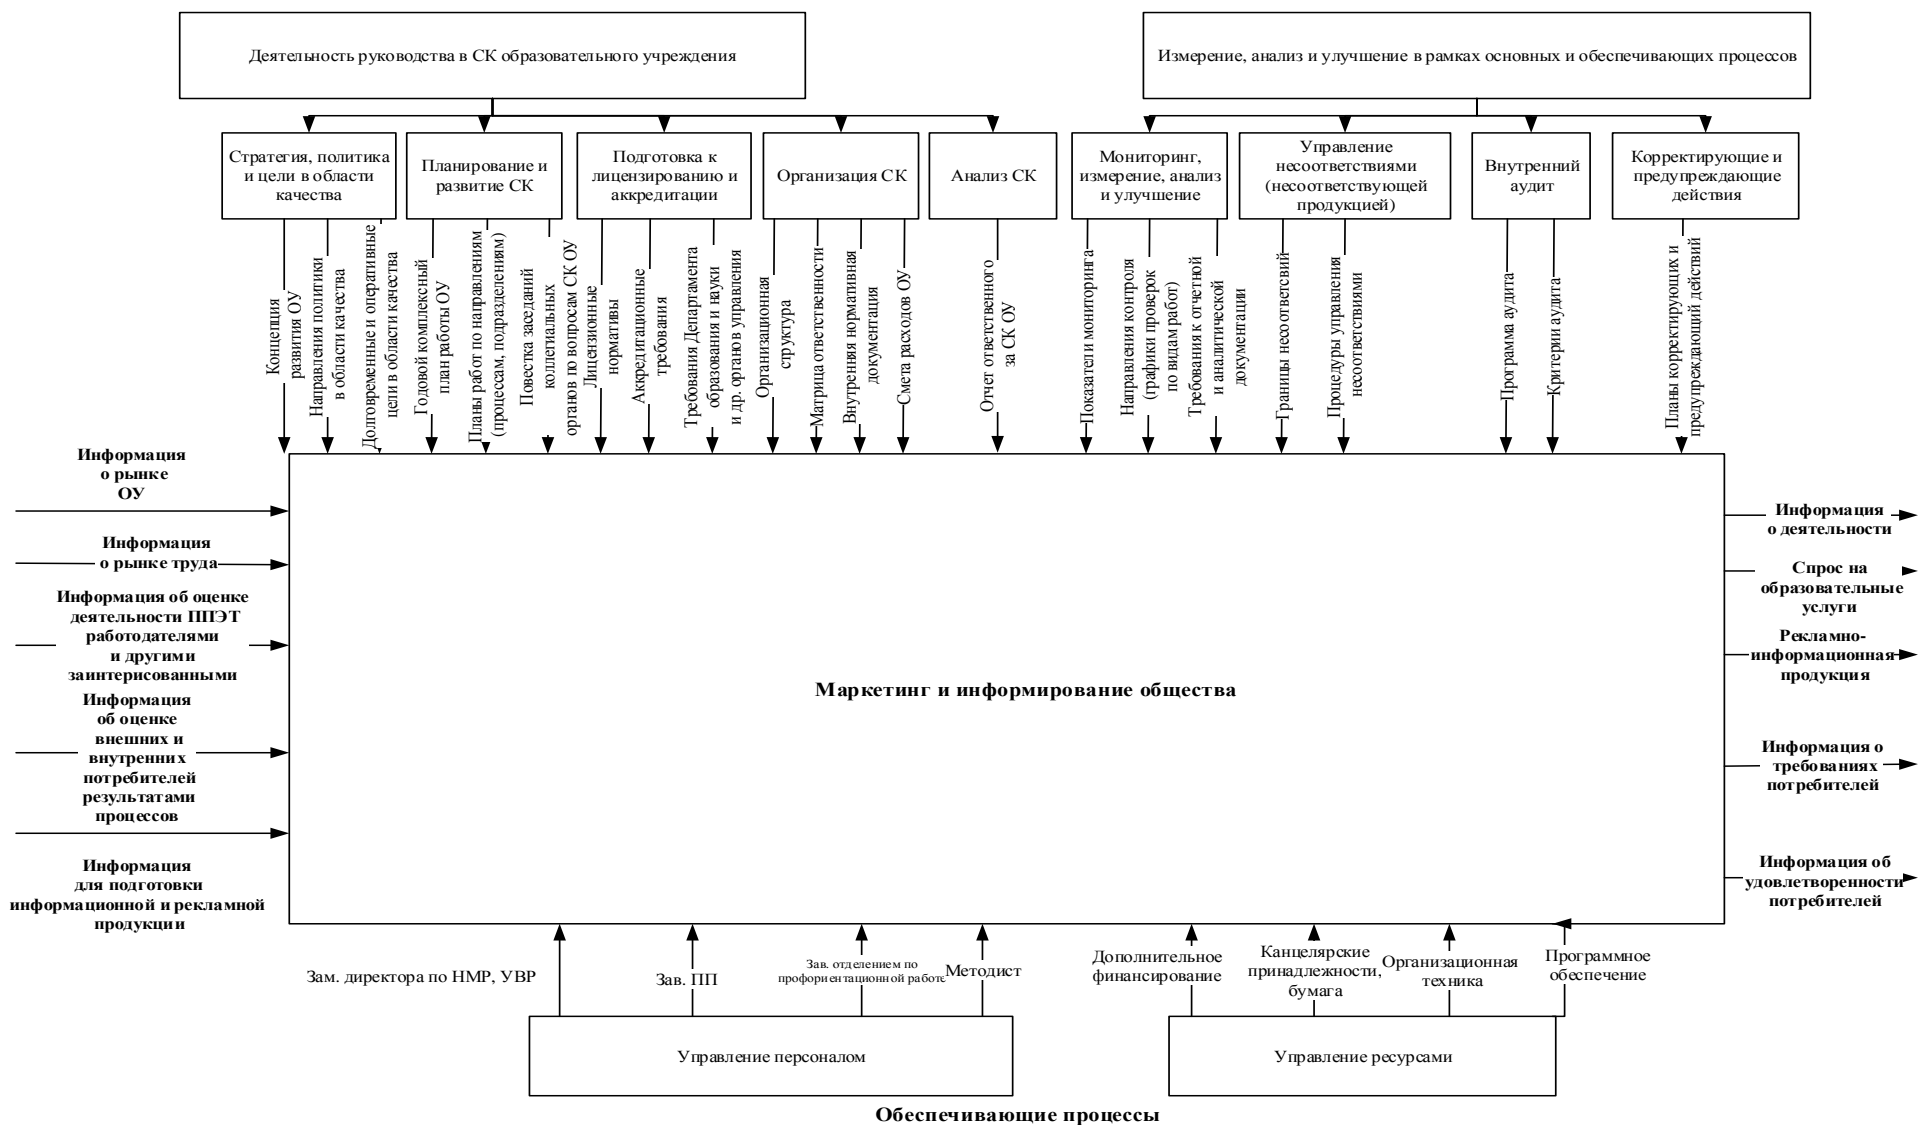 Деятельность руководства в СК образовательного учреждения
Измерение, анализ и улучшение в рамках основных и обеспечивающих процессов
Стратегия, политика
и цели в области
качества
Планирование и
развитие СК
Подготовка к
лицензированию и
аккредитации
Организация СК
Анализ СК
Мониторинг,
измерение, анализ
и улучшение
Управление
несоответствиями
(несоответствующей
продукцией)
Внутренний
аудит
Корректирующие и
предупреждающие
действия
Концепция
развития ОУ
Направления политики
в области качества
Долговременные и оперативные
цели в области качества
Годовой комплексный
план работы ОУ
Планы работ по направлениям
(процессам, подразделениям)
Повестка заседаний
коллегиальных
органов по вопросам СК ОУ
Лицензионные
нормативы
Аккредитационные
требования
Требования Департамента
образования и науки
и др. органов управления
Организационная
структура
Матрица ответственности
Внутренняя нормативная
документация
Смета расходов ОУ
Отчет ответственного
за СК ОУ
Показатели мониторинга
Направления контроля
(графики проверок
по видам работ)
Требования к отчетной
и аналитической
документации
Границы несоответсвий
Процедуры управления
несоответствиями
Программа аудита
Критерии аудита
Планы корректирующих и
предупреждающий действий
Информация
о рынке
ОУ
Информация
о рынке труда
Информация об оценке
деятельности ППЭТ
работодателями
и другими
заинтерисованными
Информация
об оценке
внешних и
внутренних
потребителей
результатами
процессов
Информация
для подготовки
информационной и рекламной
продукции
Маркетинг и информирование общества
Информация
о деятельности
Спрос на
образовательные
услуги
Рекламно-
информационная
продукция
Информация о
требованиях
потребителей
Информация об
удовлетворенности
потребителей
Зам. директора по НМР, УВР
Зав. ПП
Зав. отделением по
профориентационной работе
Методист
Дополнительное
финансирование
Канцелярские
принадлежности,
бумага
Организационная
техника
Программное
обеспечение
Управление персоналом
Управление ресурсами
Обеспечивающие процессы